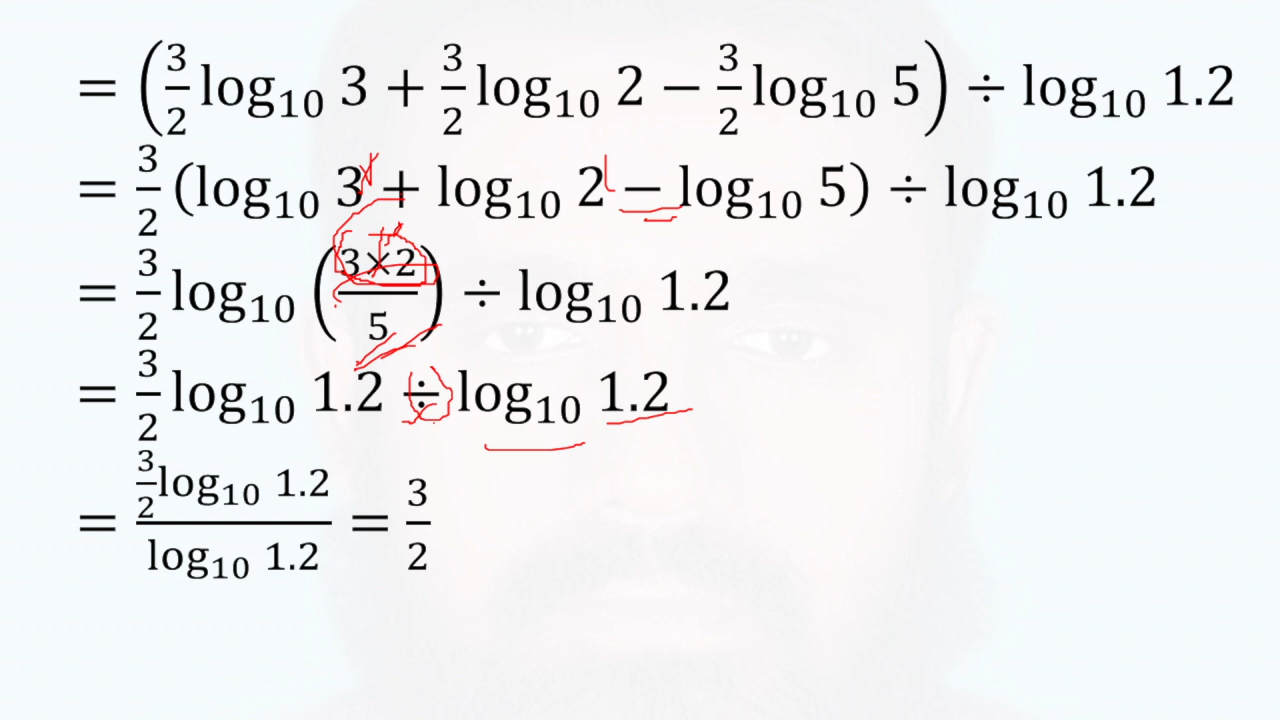 = (3/2 log₁₀ 3 + 3/2 log₁₀ 2 − 3/2 log₁₀ 5) ÷ log₁₀ 1.2
= 3/2 (log₁₀ 3 + log₁₀ 2 − log₁₀ 5) ÷ log₁₀ 1.2
= 3/2 log₁₀ ((3×2)/5) ÷ log₁₀ 1.2
= 3/2 log₁₀ 1.2 ÷ log₁₀ 1.2
= (3/2 log₁₀ 1.2)/(log₁₀ 1.2) = 3/2